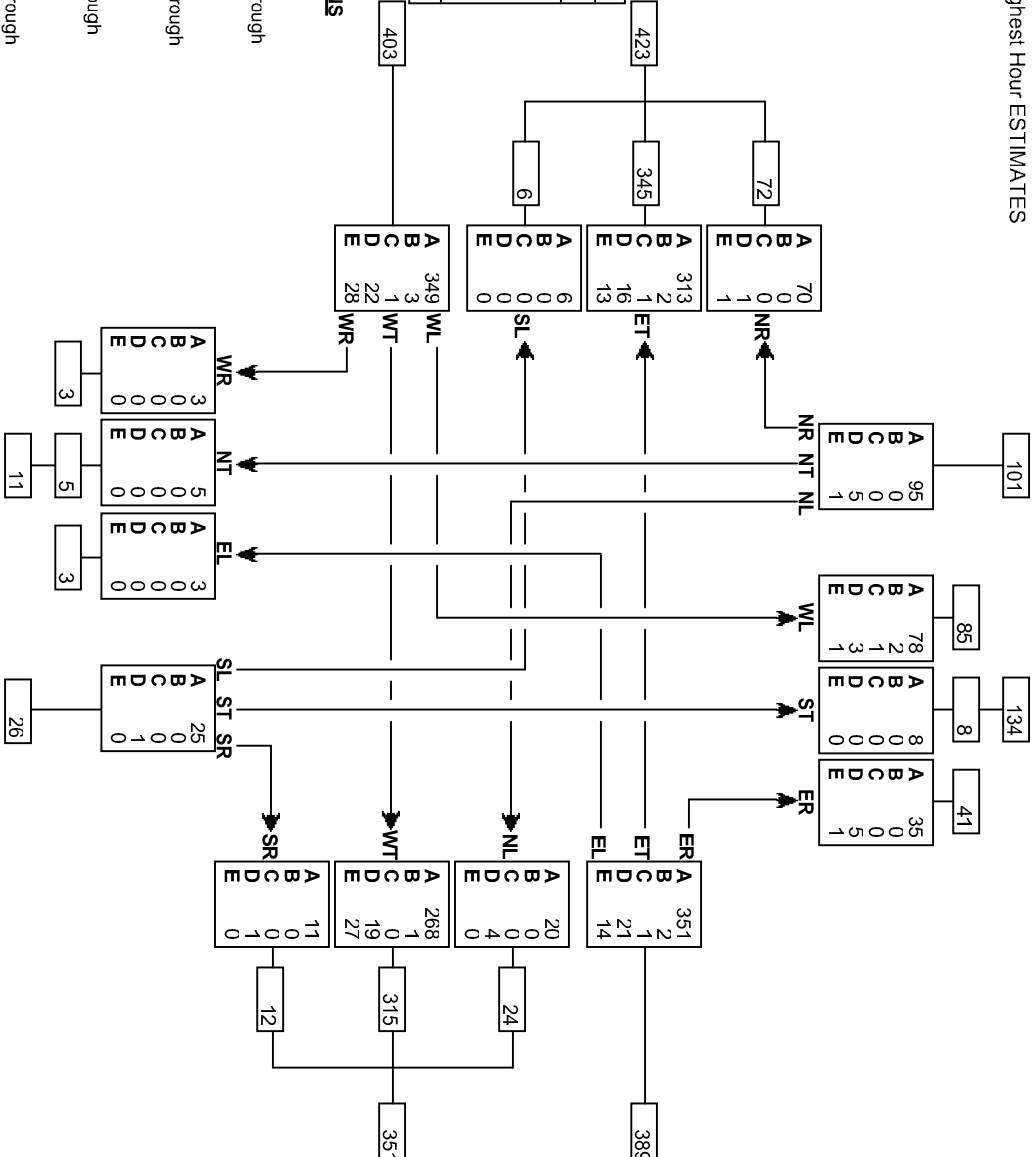 ghest Hour ESTIMATES
101
134
85
8
41
A 95
B 0
C 0
D 5
E 1
A 78
B 2
C 1
D 3
E 1
A 8
B 0
C 0
D 0
E 0
A 35
B 0
C 0
D 5
E 1
NR NT NL
WL
ST
ER
72
A 70
B 0
C 0
D 1
E 1
NR
423
345
A 313
B 2
C 1
D 16
E 13
ET
6
A 6
B 0
C 0
D 0
E 0
SL
ER
ET
EL
A 351
B 2
C 1
D 21
E 14
389
NL
A 20
B 0
C 0
D 4
E 0
24
403
A 349
B 3
C 1
D 22
E 28
WL
WT
WR
WT
A 268
B 1
C 0
D 19
E 27
315
351
IS
SR
A 11
B 0
C 0
D 1
E 0
12
rough
WR
NT
EL
SL ST SR
A 3
B 0
C 0
D 0
E 0
A 5
B 0
C 0
D 0
E 0
A 3
B 0
C 0
D 0
E 0
A 25
B 0
C 0
D 1
E 0
rough
ough
3
5
3
11
26
rough